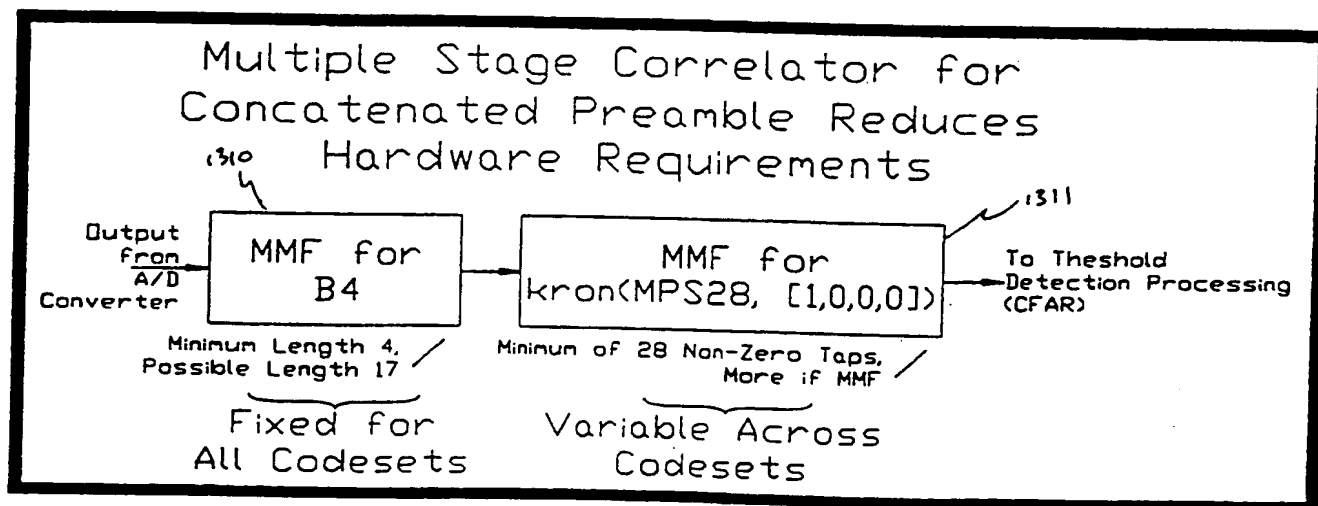 Multiple Stage Correlator for
Concatenated Preamble Reduces
Hardware Requirements
1310
1311
Output
from
A/D
Converter
MMF for
B4
MMF for
kron(MPS28, [1,0,0,0])
To Theshold
Detection Processing
(CFAR)
Minimum Length 4,
Possible Length 17
Minimum of 28 Non-Zero Taps,
More if MMF
Fixed for
All Codesets
Variable Across
Codesets